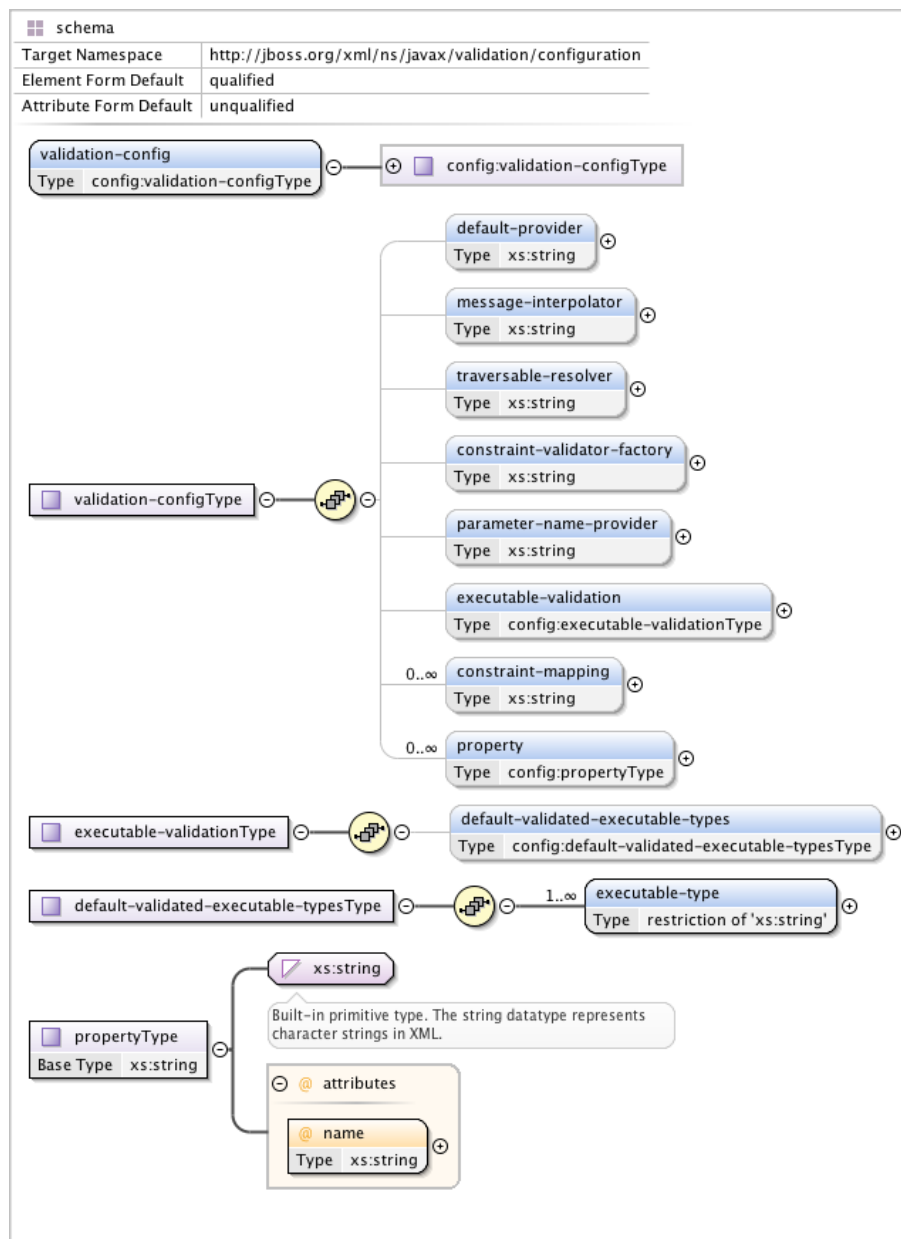 schema
Target Namespace http://jboss.org/xml/ns/javax/validation/configuration
Element Form Default qualified
Attribute Form Default unqualified
validation-config
Type config:validation-configType
config:validation-configType
default-provider
Type xs:string
message-interpolator
Type xs:string
traversable-resolver
Type xs:string
constraint-validator-factory
Type xs:string
validation-configType
parameter-name-provider
Type xs:string
executable-validation
Type config:executable-validationType
0..∞ constraint-mapping
Type xs:string
0..∞ property
Type config:propertyType
executable-validationType
default-validated-executable-types
Type config:default-validated-executable-typesType
default-validated-executable-typesType
1..∞ executable-type
Type restriction of 'xs:string'
xs:string
Built-in primitive type. The string datatype represents
character strings in XML.
propertyType
Base Type xs:string
@ attributes
@ name
Type xs:string